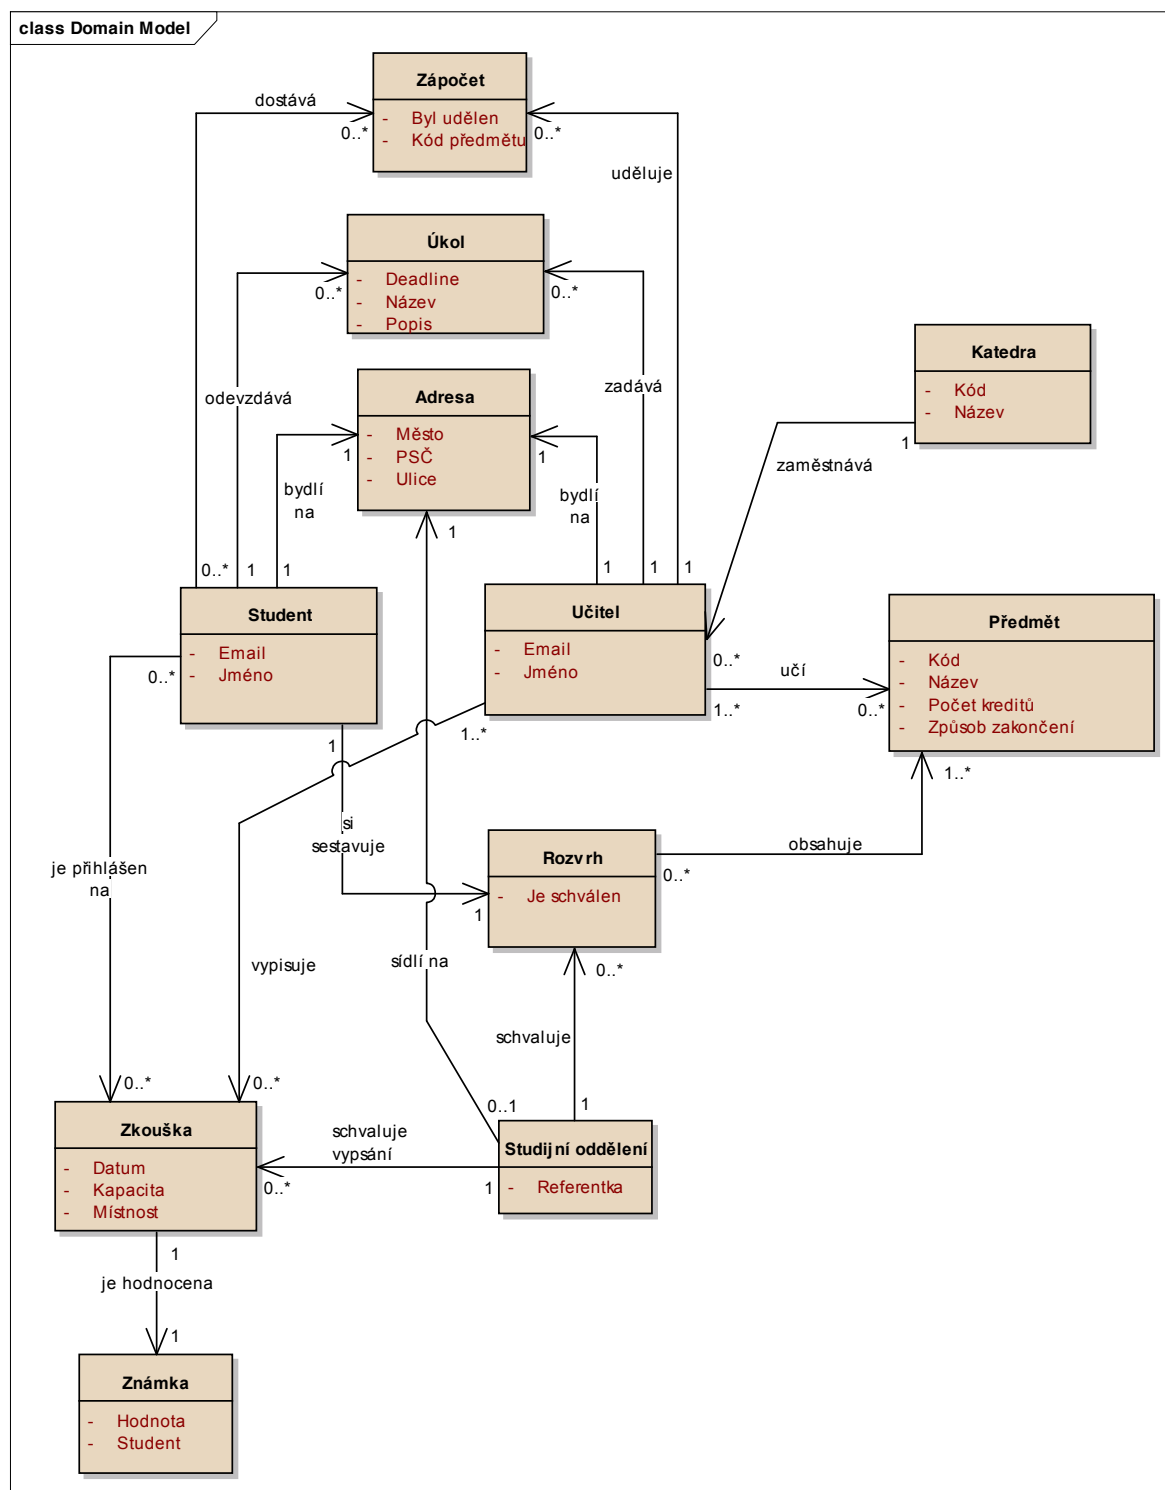 class Domain Model
Zápočet
- Byl udělen
- Kód předmětu
dostává
0..*
0..*
uděluje
Úkol
- Deadline
- Název
- Popis
0..*
0..*
odevzdává
zadává
Katedra
- Kód
- Název
1
zaměstnává
Adresa
- Město
- PSČ
- Ulice
1
1
bydlí
na
bydlí
na
1
0..*
1
1
1
1
1
Student
- Email
- Jméno
0..*
1
Učitel
- Email
- Jméno
0..*
1..*
1..*
učí
0..*
Předmět
- Kód
- Název
- Počet kreditů
- Způsob zakončení
1..*
si
sestavuje
1
Rozvrh
- Je schválen
0..*
obsahuje
0..*
je přihlášen
na
vypisuje
sídlí na
schvaluje
0..*
0..*
0..1
1
Zkouška
- Datum
- Kapacita
- Místnost
schvaluje
vypsání
0..*
1
Studijní oddělení
- Referentka
1
je hodnocena
1
Známka
- Hodnota
- Student